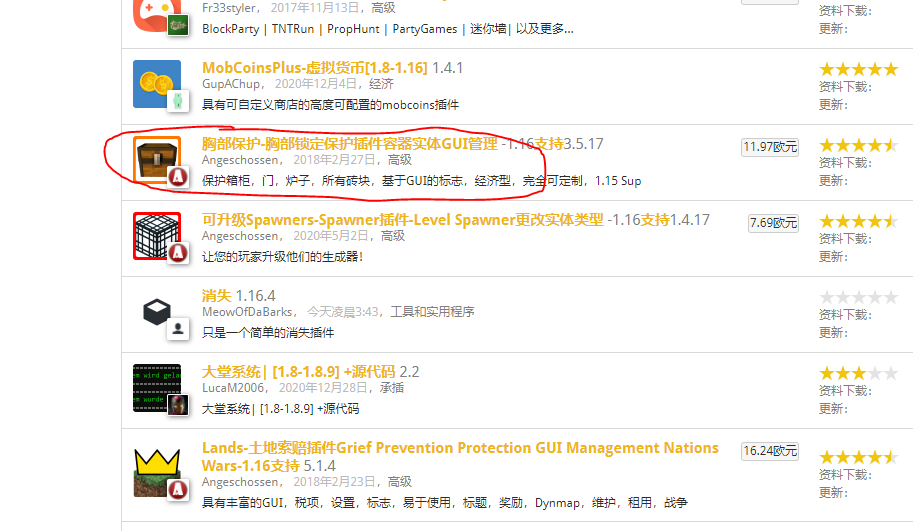 Fr33styler， 2017年11月13日，高级
资料下载：
更新：
BlockParty | TNTRun | PropHunt | PartyGames | 迷你墙| 以及更多...
MobCoinsPlus-虚拟货币[1.8-1.16] 1.4.1
GupAChup， 2020年12月4日，经济
资料下载：
具有可自定义商店的高度可配置的mobcoins插件
更新：
胸部保护-胸部锁定保护插件容器实体GUI管理 -1.16支持3.5.17
11.97欧元
Angeschossen， 2018年2月27日，高级
资料下载：
保护箱柜，门，炉子，所有砖块，基于GUI的标志，经济型，完全可定制，1.15 Sup
更新：
可升级Spawners-Spawner插件-Level Spawner更改实体类型 -1.16支持1.4.17
7.69欧元
Angeschossen， 2020年5月2日，高级
资料下载：
让您的玩家升级他们的生成器！
更新：
消失 1.16.4
MeowOfDaBarks， 今天凌晨3:43，工具和实用程序
资料下载：
只是一个简单的消失插件
更新：
大堂系统| [1.8-1.8.9] +源代码 2.2
LucaM2006， 2020年12月28日，承插
资料下载：
大堂系统| [1.8-1.8.9] +源代码
更新：
Lands-土地索赔插件Grief Prevention Protection GUI Management Nations
Wars-1.16支持 5.1.4
16.24欧元
Angeschossen， 2018年2月23日，高级
资料下载：
具有丰富的GUI，税项，设置，标志，易于使用，标题，奖励，Dynmap，维护，租用，战争
更新：